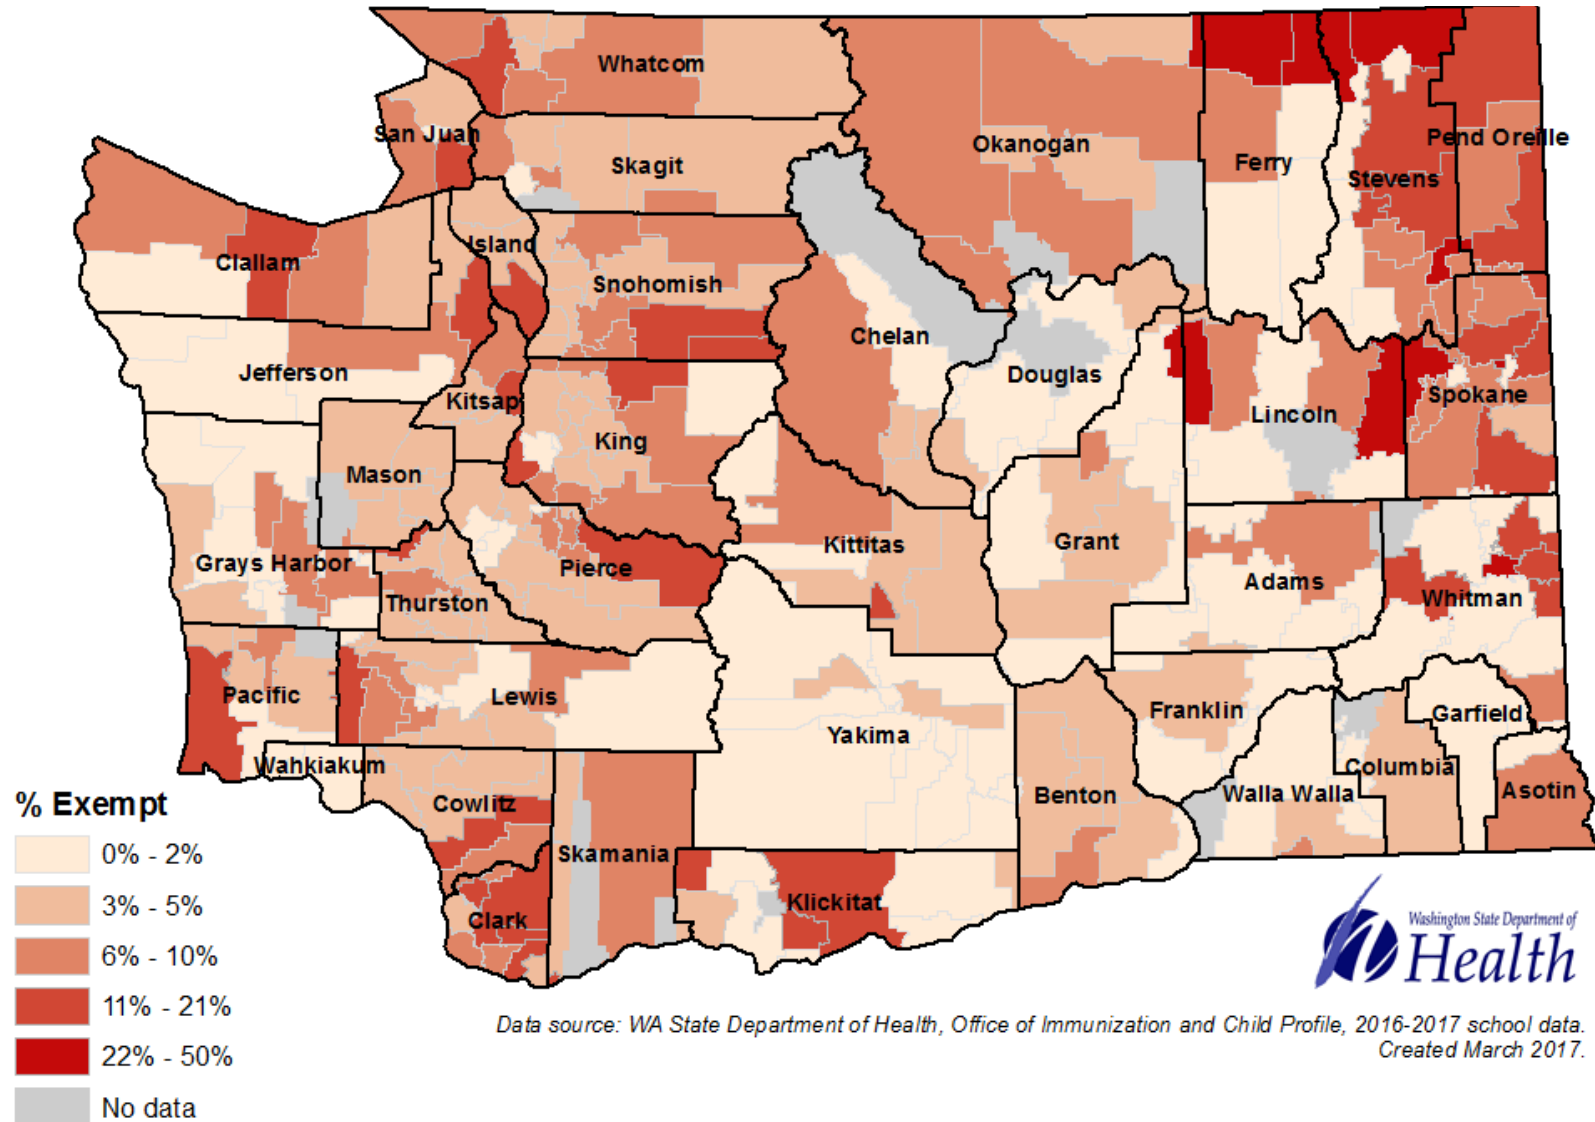 Whatcom
San Juan
Skagit
Okanogan
Ferry
Stevens
Pend Oreille
Clallam
Island
Snohomish
Chelan
Douglas
Jefferson
Kitsap
King
Lincoln
Spokane
Mason
Grays Harbor
Thurston
Pierce
Kittitas
Grant
Adams
Whitman
Pacific
Lewis
Yakima
Franklin
Garfield
Wahkiakum
Cowlitz
Benton
Walla Walla
Columbia
Asotin
Skamania
Clark
Klickitat
% Exempt
0% - 2%
3% - 5%
6% - 10%
11% - 21%
22% - 50%
No data
Washington State Department of
Health
Data source: WA State Department of Health, Office of Immunization and Child Profile, 2016-2017 school data.
Created March 2017.